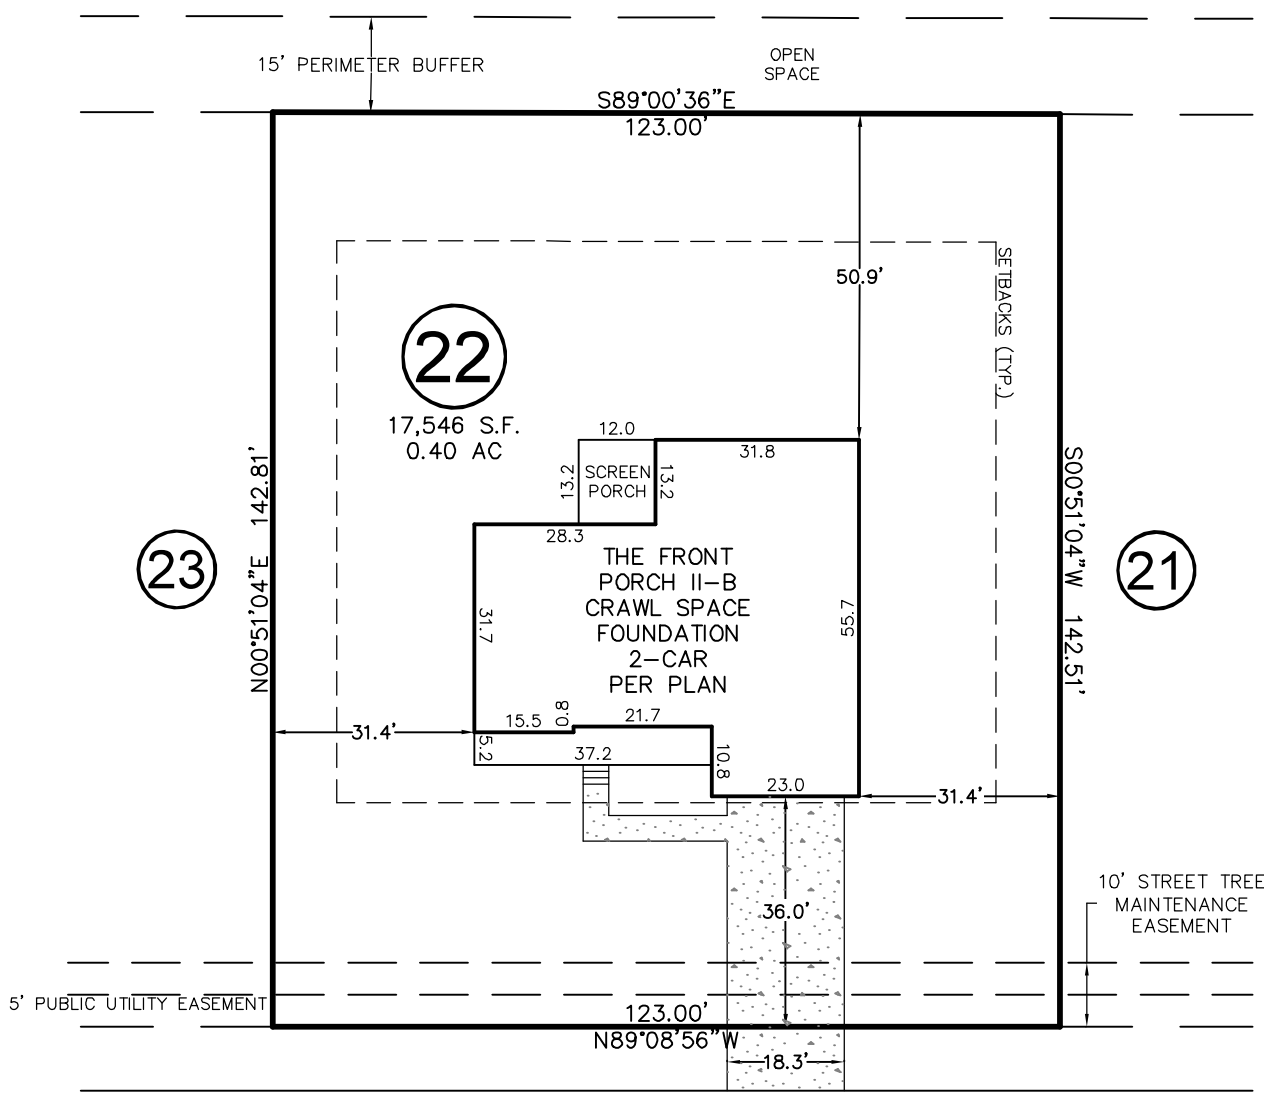 15' PERIMETER BUFFER
OPEN
SPACE
S89°00'36"E
123.00'
50.9'
SETBACKS (TYP.)
22
17,546 S.F.
0.40 AC
12.0
31.8
13.2
SCREEN
PORCH
13.2
28.3
N00°51'04"E 142.81'
S00°51'04"W 142.51'
23
21
THE FRONT
PORCH II-B
CRAWL SPACE
FOUNDATION
2-CAR
PER PLAN
31.7
55.7
15.5
0.8
21.7
31.4'
5.2
37.2
10.8
23.0
31.4'
36.0'
10' STREET TREE
MAINTENANCE
EASEMENT
5' PUBLIC UTILITY EASEMENT
123.00'
N89°08'56"W
18.3'